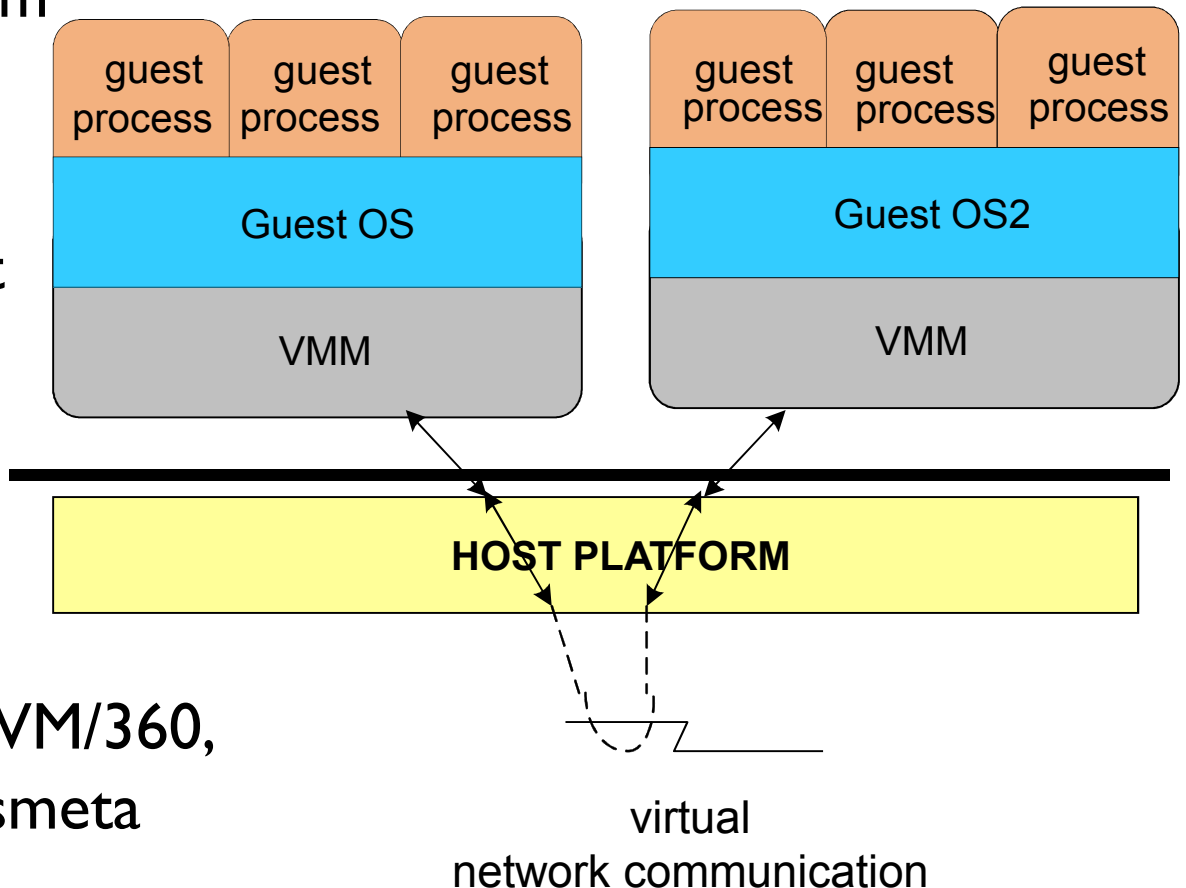 guest guest guest
process process process
guest guest guest
process process process
Guest OS
Guest OS2
VMM
VMM
HOST PLATFORM
VM/360,
smeta
virtual
network communication